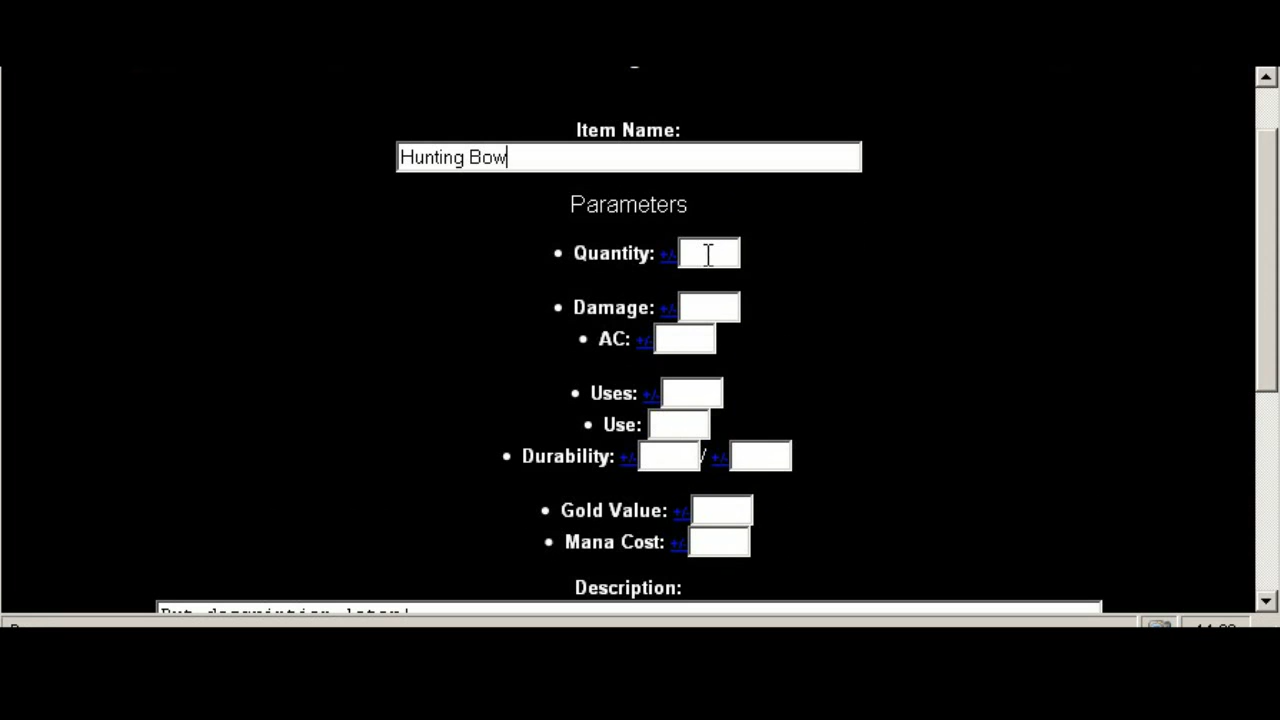 Item Name:
Hunting Bow
Parameters
• Quantity: +/-
• Damage: +/-
• AC: +/-
• Uses: +/-
• Use:
• Durability: +/- / +/-
• Gold Value: +/-
• Mana Cost: +/-
Description: